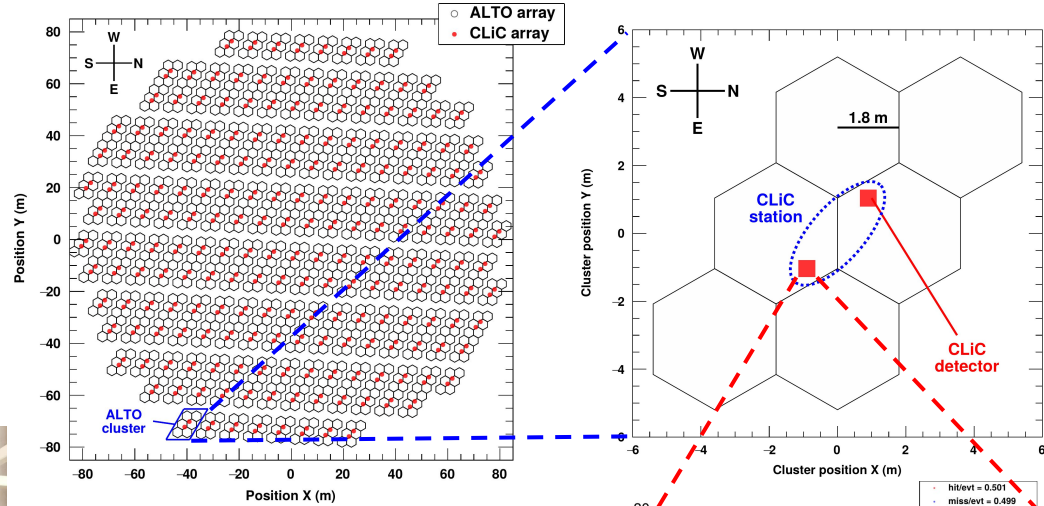 ALTO array
CLiC array
80
60
40
20
0
−20
−40
−60
−80
Position Y (m)
W
S N
E
ALTO
cluster
−80 −60 −40 −20 0 20 40 60 80
Position X (m)
6
4
2
0
−2
−4
−6
Cluster position Y (m)
W
S N
E
1.8 m
CLiC
station
CLiC
detector
−6 −4 −2 0 2 4 6
Cluster position X (m)
hit/evt = 0.501
miss/evt = 0.499